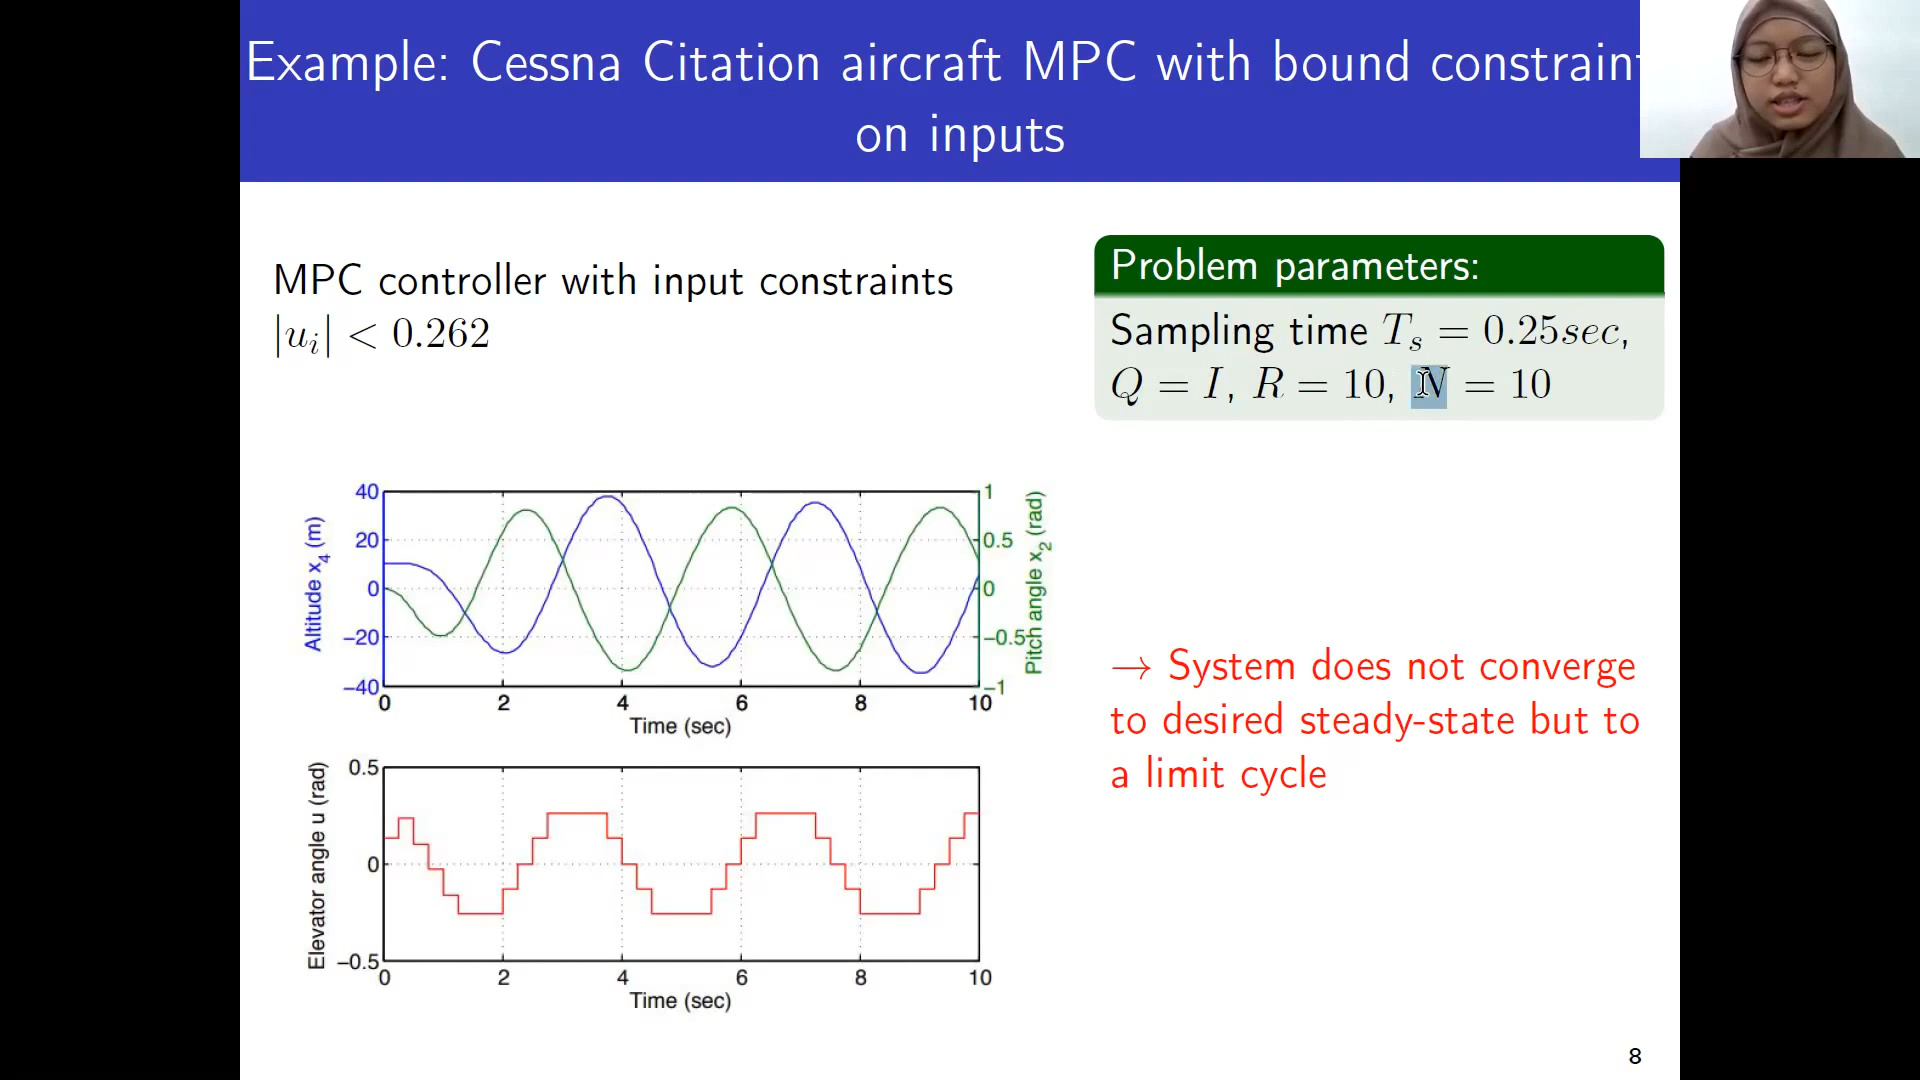 Example: Cessna Citation aircraft MPC with bound constraint
on inputs
MPC controller with input constraints
|u_i| < 0.262
Problem parameters:
Sampling time T_s = 0.25sec,
Q = I, R = 10, N = 10
40
20
0
−20
−40
Altitude x_4 (m)
1
0.5
0
−0.5
−1
Pitch angle x_2 (rad)
0 2 4 6 8 10
Time (sec)
→ System does not converge
to desired steady-state but to
a limit cycle
0.5
0
−0.5
Elevator angle u (rad)
0 2 4 6 8 10
Time (sec)
8